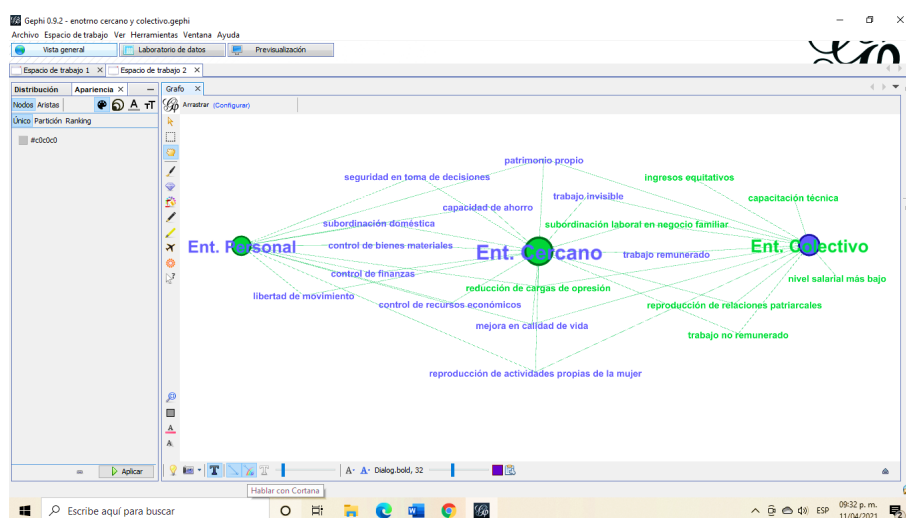 Gephi 0.9.2 - enotrno cercano y colectivo.gephi
Archivo Espacio de trabajo Ver Herramientas Ventana Ayuda
Vista general Laboratorio de datos Previsualización
Espacio de trabajo 1 X Espacio de trabajo 2 X
Distribución Apariencia X Grafo X
Nodos Aristas A тT Arrastrar (Configurar)
Único Partición Ranking
#c0c0c0
patrimonio propio
seguridad en toma de decisiones ingresos equitativos
trabajo invisible capacitación técnica
capacidad de ahorro
subordinación doméstica subordinación laboral en negocio familiar
Ent. Personal control de bienes materiales Ent. Cercano trabajo remunerado Ent. Colectivo
control de finanzas nivel salarial más bajo
reducción de cargas de opresión
libertad de movimiento control de recursos económicos reproducción de relaciones patriarcales
mejora en calidad de vida trabajo no remunerado
reproducción de actividades propias de la mujer
Aplicar T T A- A- Dialog.bold, 32
Hablar con Cortana
Escribe aquí para buscar ESP 09:32 p. m.
11/04/2021